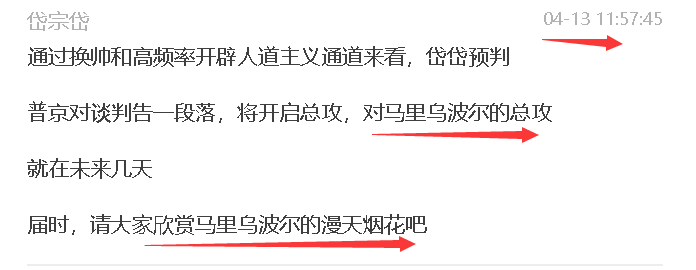 岱宗岱 04-13 11:57:45
通过换帅和高频率开辟人道主义通道来看，岱岱预判
普京对谈判告一段落，将开启总攻，对马里乌波尔的总攻
就在未来几天
届时，请大家欣赏马里乌波尔的漫天烟花吧